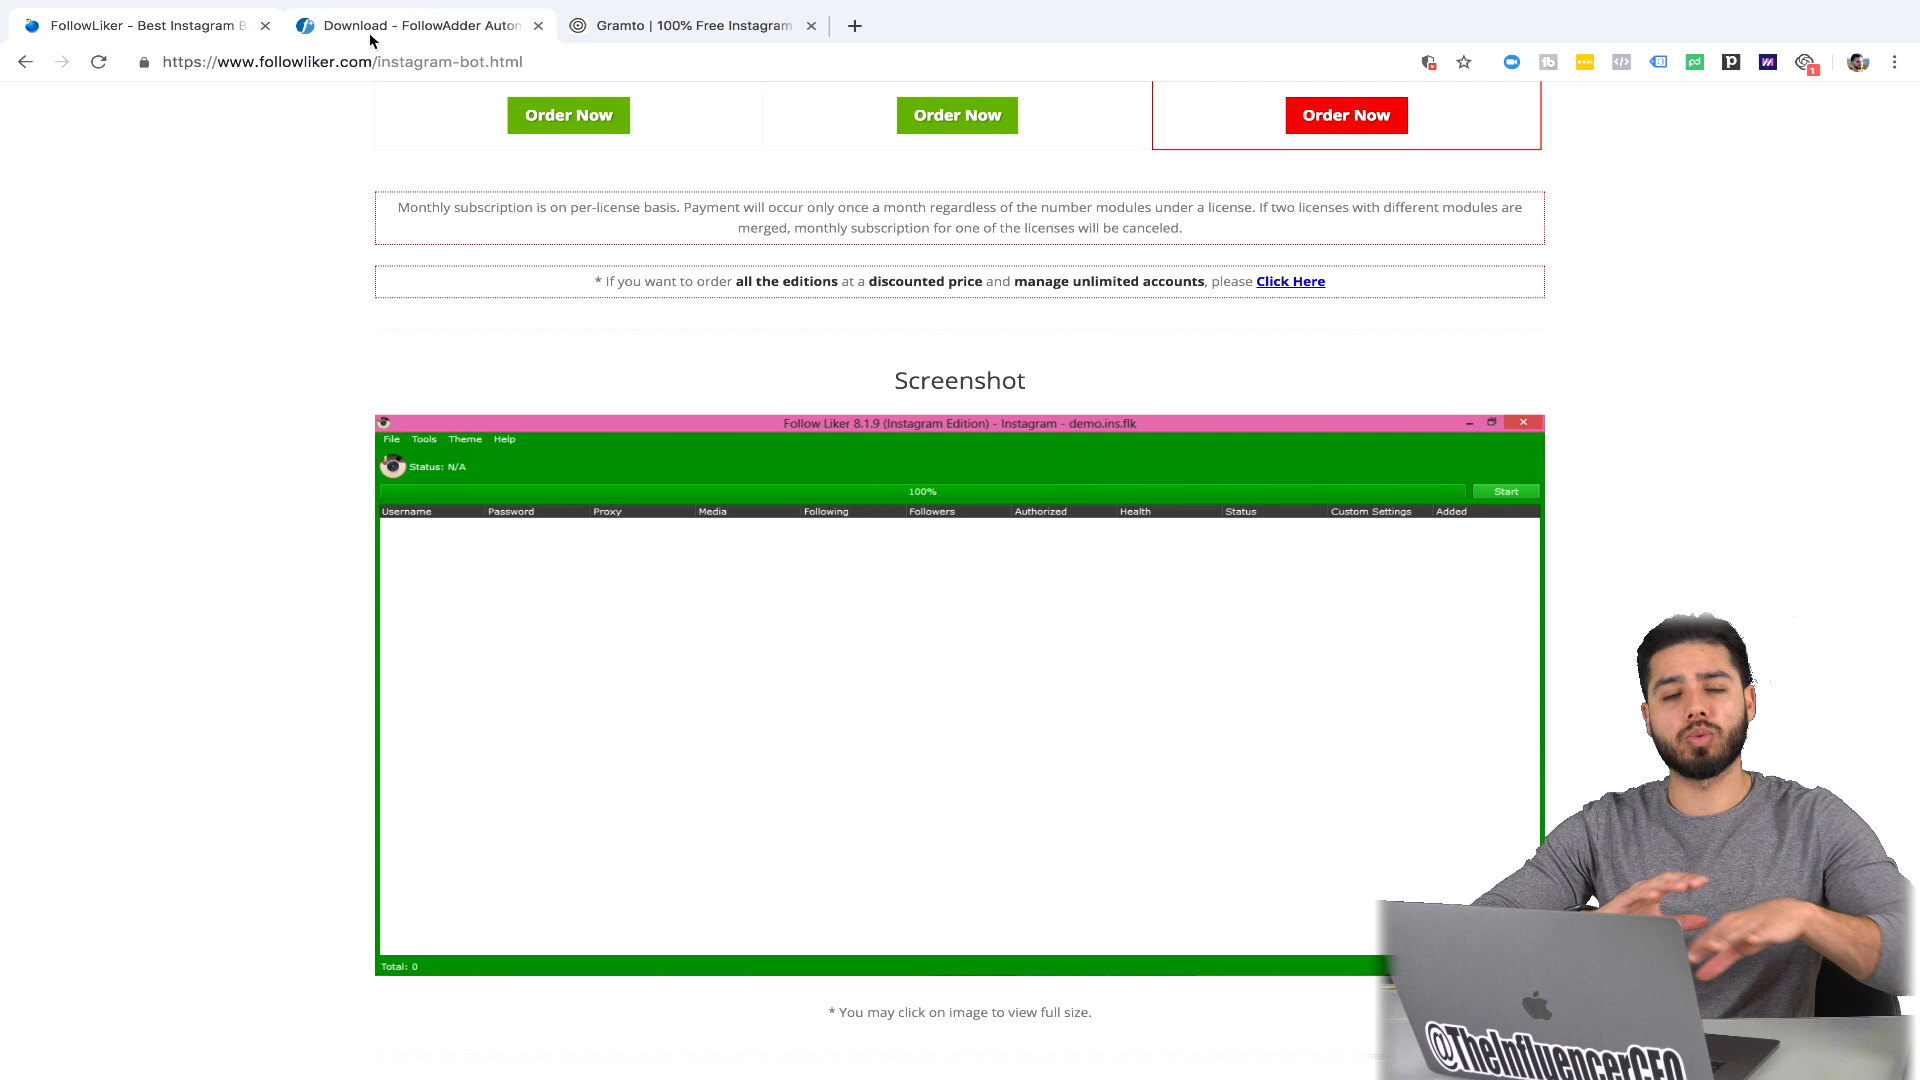 FollowLiker - Best Instagram B
Download - FollowAdder Autom
Gramto | 100% Free Instagram
https://www.followliker.com/instagram-bot.html
Order Now
Order Now
Order Now
Monthly subscription is on per-license basis. Payment will occur only once a month regardless of the number modules under a license. If two licenses with different modules are
merged, monthly subscription for one of the licenses will be canceled.
* If you want to order all the editions at a discounted price and manage unlimited accounts, please Click Here
Screenshot
Follow Liker 8.1.9 (Instagram Edition) - Instagram - demo.ins.flk
File Tools Theme Help
Status: N/A
100%
Start
Username Password Proxy Media Following Followers Authorized Health Status Custom Settings Added
Total: 0
* You may click on image to view full size.
@TheInfluencerCEO